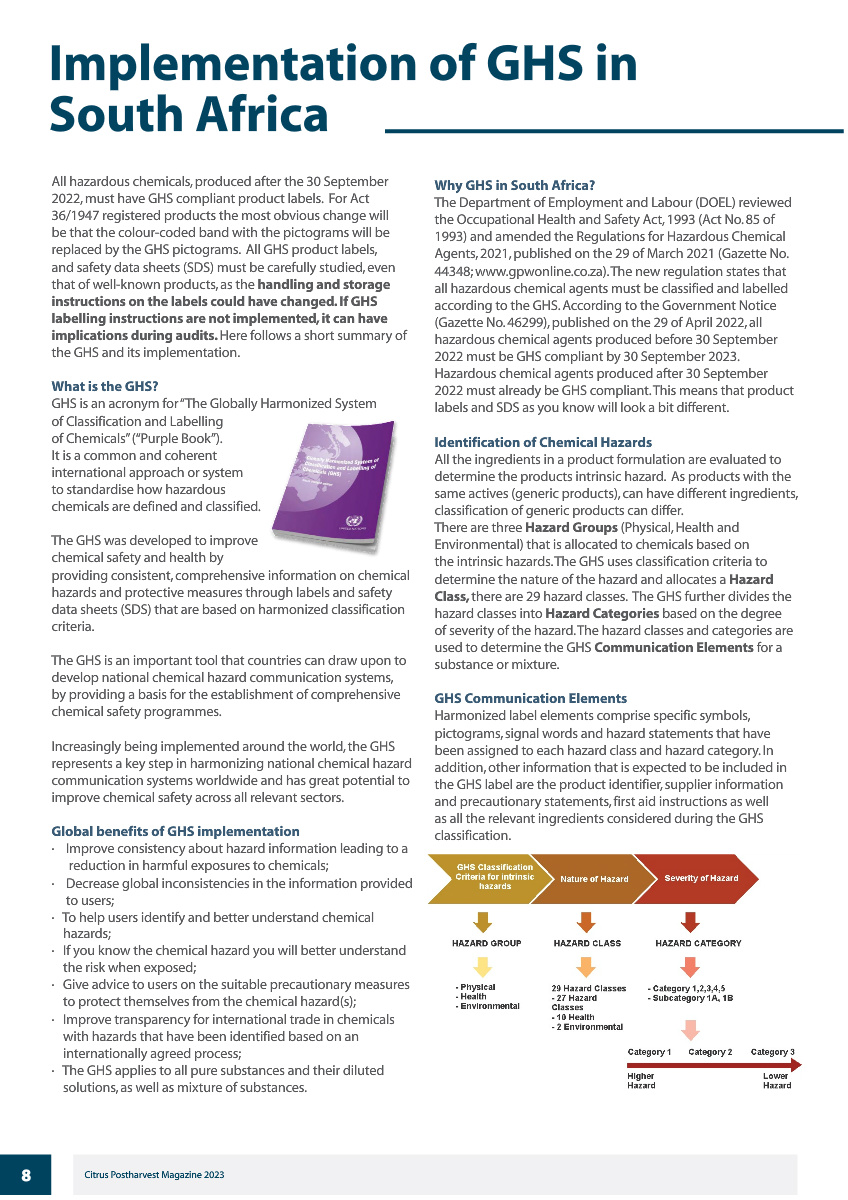 Implementation of GHS in
South Africa
All hazardous chemicals, produced after the 30 September
2022, must have GHS compliant product labels. For Act
36/1947 registered products the most obvious change will
be that the colour-coded band with the pictograms will be
replaced by the GHS pictograms. All GHS product labels,
and safety data sheets (SDS) must be carefully studied, even
that of well-known products, as the handling and storage
instructions on the labels could have changed. If GHS
labelling instructions are not implemented, it can have
implications during audits. Here follows a short summary of
the GHS and its implementation.
What is the GHS?
GHS is an acronym for "The Globally Harmonized System
of Classification and Labelling
of Chemicals" ("Purple Book").
It is a common and coherent
international approach or system
to standardise how hazardous
chemicals are defined and classified.
The GHS was developed to improve
chemical safety and health by
providing consistent, comprehensive information on chemical
hazards and protective measures through labels and safety
data sheets (SDS) that are based on harmonized classification
criteria.
The GHS is an important tool that countries can draw upon to
develop national chemical hazard communication systems,
by providing a basis for the establishment of comprehensive
chemical safety programmes.
Increasingly being implemented around the world, the GHS
represents a key step in harmonizing national chemical hazard
communication systems worldwide and has great potential to
improve chemical safety across all relevant sectors.
Global benefits of GHS implementation
· Improve consistency about hazard information leading to a
reduction in harmful exposures to chemicals;
· Decrease global inconsistencies in the information provided
to users;
· To help users identify and better understand chemical
hazards;
· If you know the chemical hazard you will better understand
the risk when exposed;
· Give advice to users on the suitable precautionary measures
to protect themselves from the chemical hazard(s);
· Improve transparency for international trade in chemicals
with hazards that have been identified based on an
internationally agreed process;
· The GHS applies to all pure substances and their diluted
solutions, as well as mixture of substances.
Globally Harmonized System of
Classification and Labelling of
Chemicals (GHS)
Why GHS in South Africa?
The Department of Employment and Labour (DOEL) reviewed
the Occupational Health and Safety Act, 1993 (Act No. 85 of
1993) and amended the Regulations for Hazardous Chemical
Agents, 2021, published on the 29 of March 2021 (Gazette No.
44348; www.gpwonline.co.za). The new regulation states that
all hazardous chemical agents must be classified and labelled
according to the GHS. According to the Government Notice
(Gazette No. 46299), published on the 29 of April 2022, all
hazardous chemical agents produced before 30 September
2022 must be GHS compliant by 30 September 2023.
Hazardous chemical agents produced after 30 September
2022 must already be GHS compliant. This means that product
labels and SDS as you know will look a bit different.
Identification of Chemical Hazards
All the ingredients in a product formulation are evaluated to
determine the products intrinsic hazard. As products with the
same actives (generic products), can have different ingredients,
classification of generic products can differ.
There are three Hazard Groups (Physical, Health and
Environmental) that is allocated to chemicals based on
the intrinsic hazards. The GHS uses classification criteria to
determine the nature of the hazard and allocates a Hazard
Class, there are 29 hazard classes. The GHS further divides the
hazard classes into Hazard Categories based on the degree
of severity of the hazard. The hazard classes and categories are
used to determine the GHS Communication Elements for a
substance or mixture.
GHS Communication Elements
Harmonized label elements comprise specific symbols,
pictograms, signal words and hazard statements that have
been assigned to each hazard class and hazard category. In
addition, other information that is expected to be included in
the GHS label are the product identifier, supplier information
and precautionary statements, first aid instructions as well
as all the relevant ingredients considered during the GHS
classification.
GHS Classification
Criteria for intrinsic
hazards
Nature of Hazard
Severity of Hazard
HAZARD GROUP
HAZARD CLASS
HAZARD CATEGORY
- Physical
- Health
- Environmental
29 Hazard Classes
- 27 Hazard
Classes
- 10 Health
- 2 Environmental
- Category 1,2,3,4,5
- Subcategory 1A, 1B
Category 1 Category 2 Category 3
Higher
Hazard
Lower
Hazard
8
Citrus Postharvest Magazine 2023